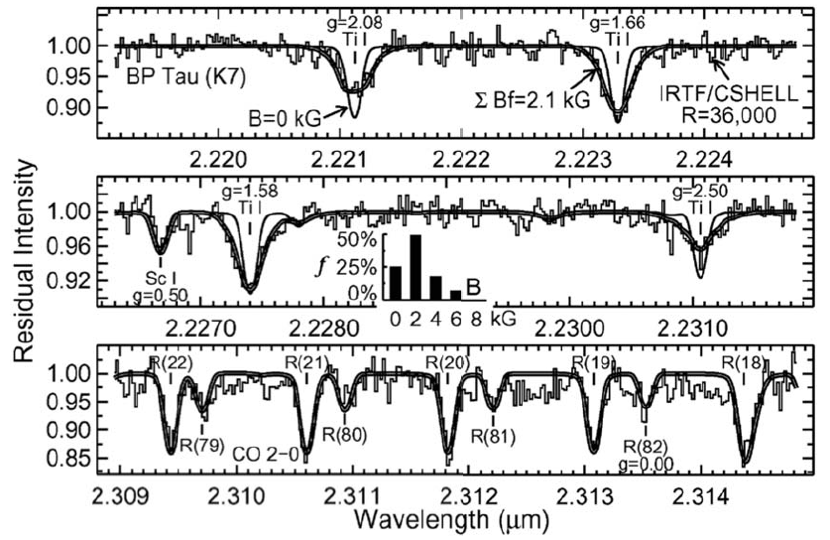 g=2.08
Ti I
g=1.66
Ti I
1.00
0.95
0.90
BP Tau (K7)
B=0 kG
Σ Bf=2.1 kG
IRTF/CSHELL
R=36,000
2.220 2.221 2.222 2.223 2.224
Residual Intensity
g=1.58
Ti I
g=2.50
Ti I
1.00
0.96
0.92
Sc I
g=0.50
50%
f 25%
0%
B
0 2 4 6 8 kG
2.2270 2.2280 2.2300 2.2310
R(22) R(21) R(20) R(19) R(18)
1.00
0.95
0.90
0.85
R(79) R(80) R(81) R(82)
g=0.00
CO 2-0
2.309 2.310 2.311 2.312 2.313 2.314
Wavelength (μm)